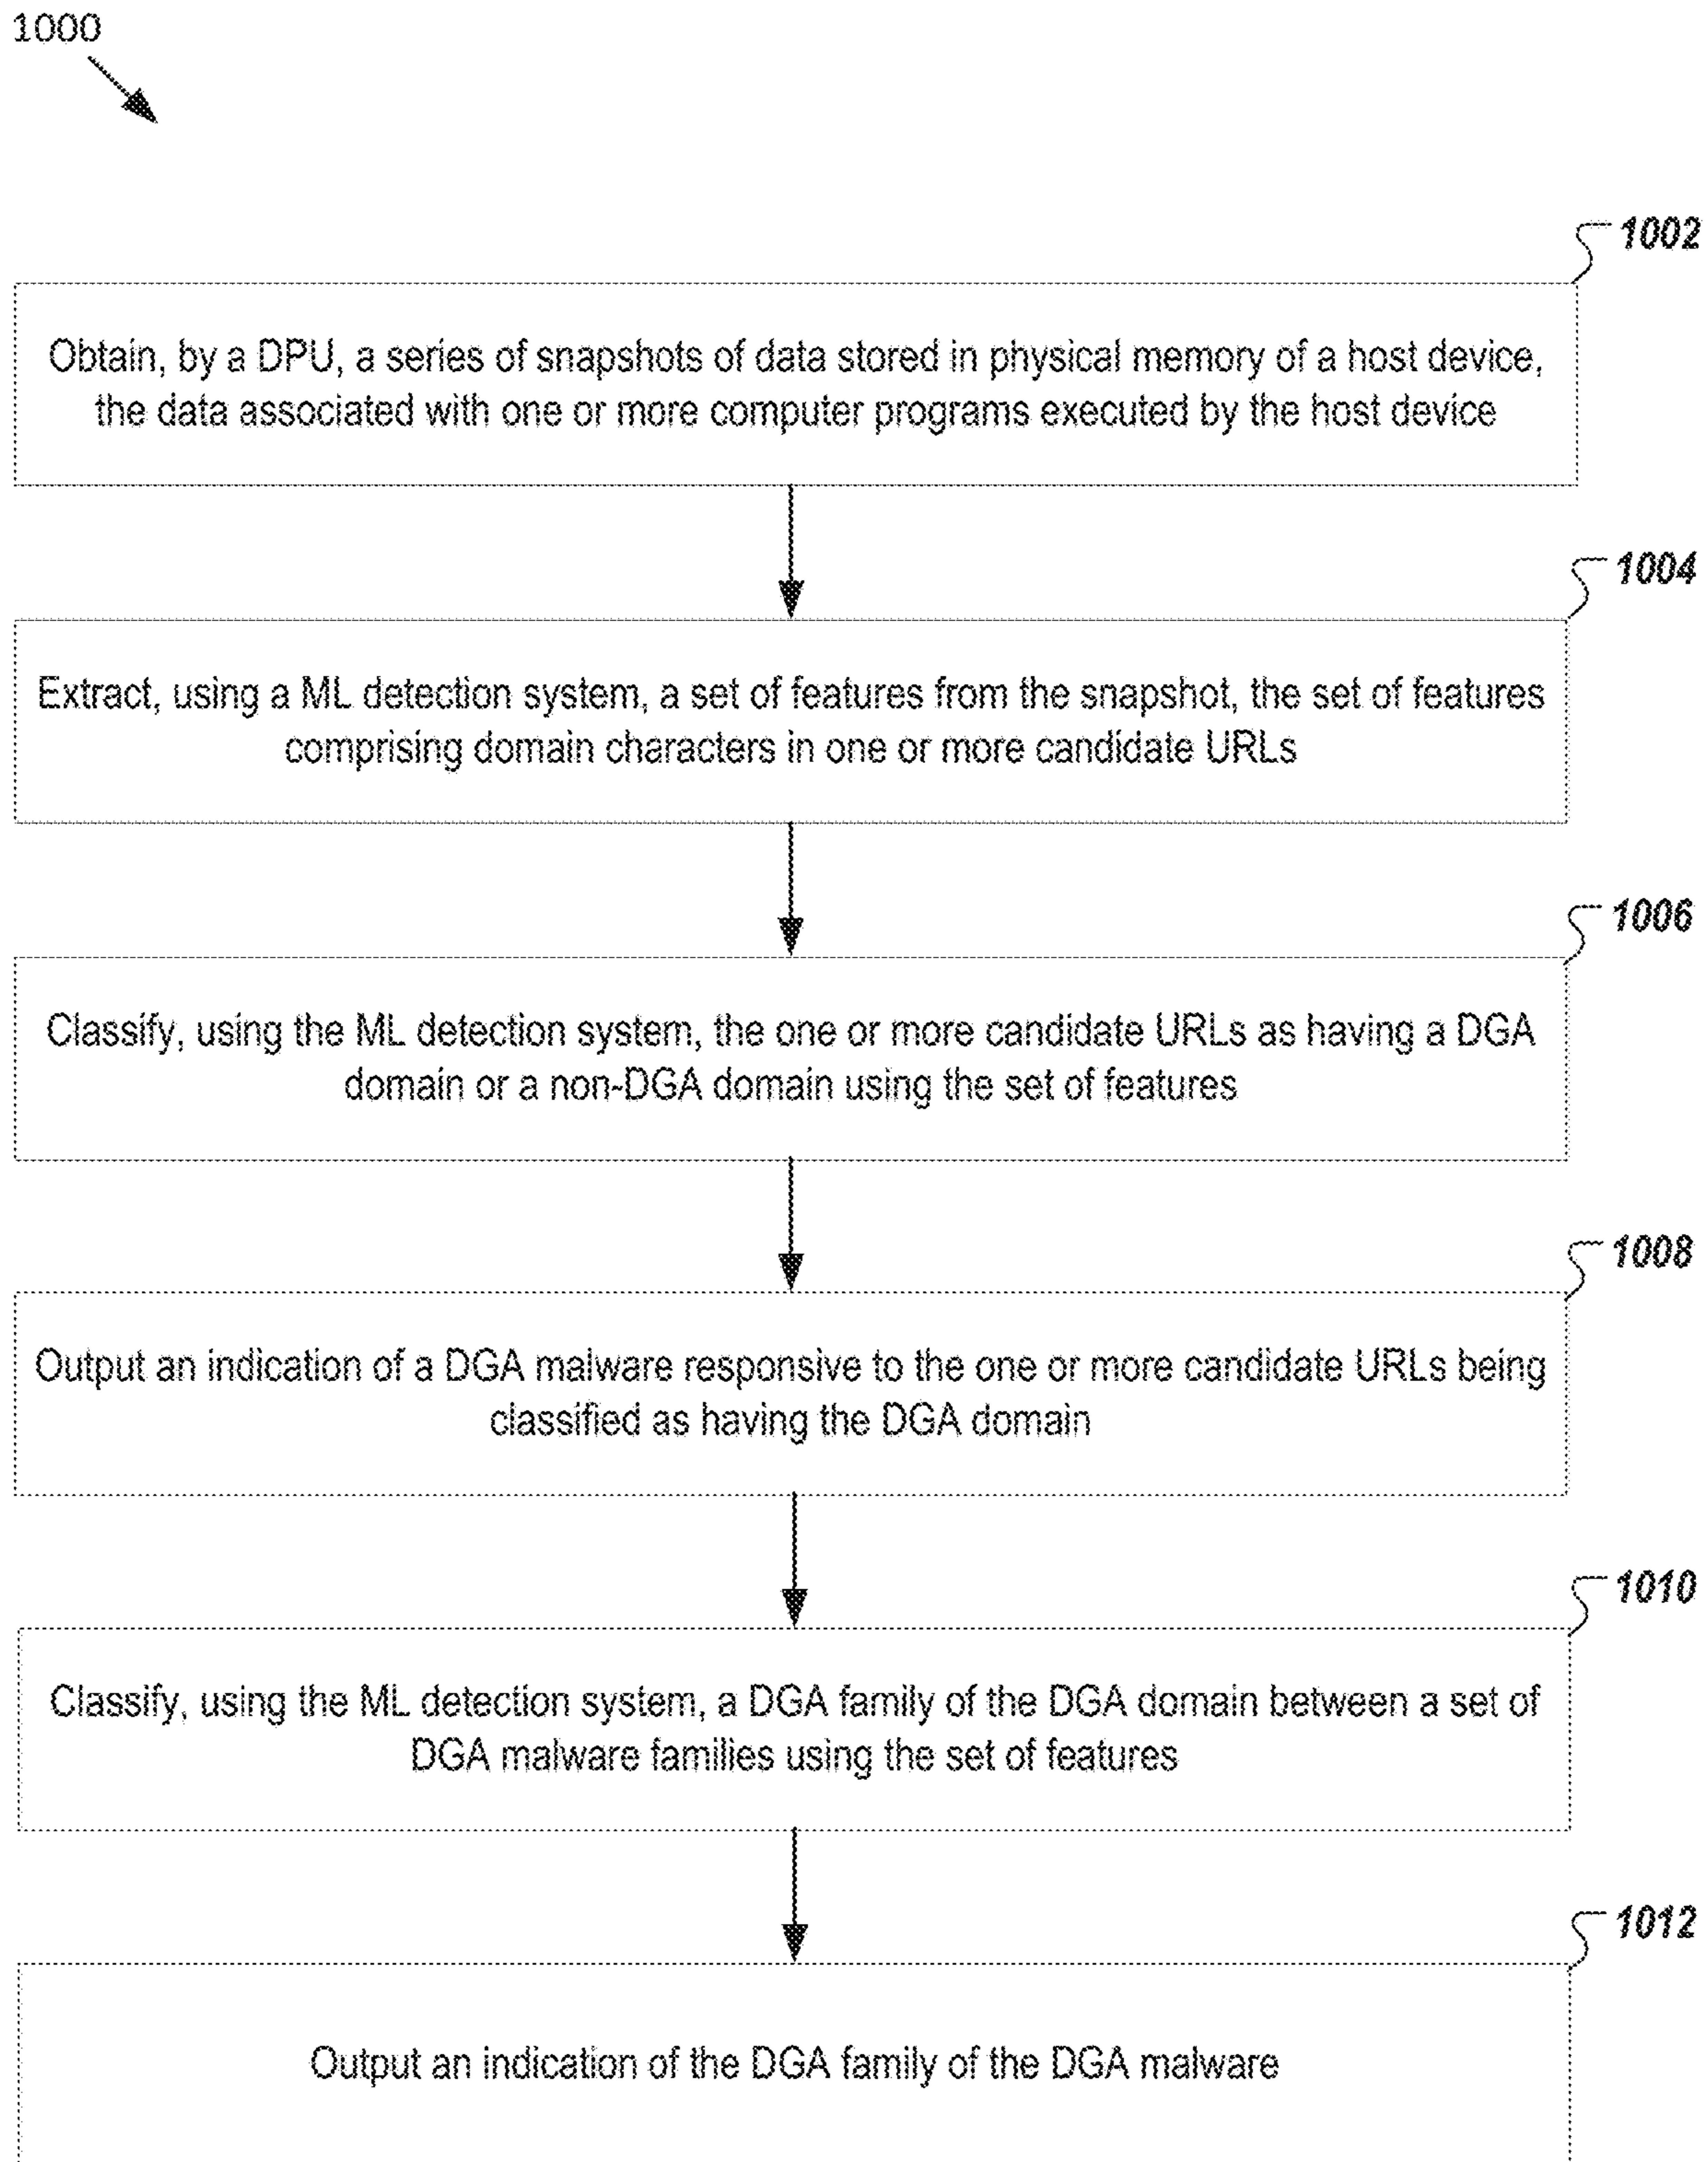 1000
1002
Obtain, by a DPU, a series of snapshots of data stored in physical memory of a host device,
the data associated with one or more computer programs executed by the host device
1004
Extract, using a ML detection system, a set of features from the snapshot, the set of features
comprising domain characters in one or more candidate URLs
1006
Classify, using the ML detection system, the one or more candidate URLs as having a DGA
domain or a non-DGA domain using the set of features
1008
Output an indication of a DGA malware responsive to the one or more candidate URLs being
classified as having the DGA domain
1010
Classify, using the ML detection system, a DGA family of the DGA domain between a set of
DGA malware families using the set of features
1012
Output an indication of the DGA family of the DGA malware